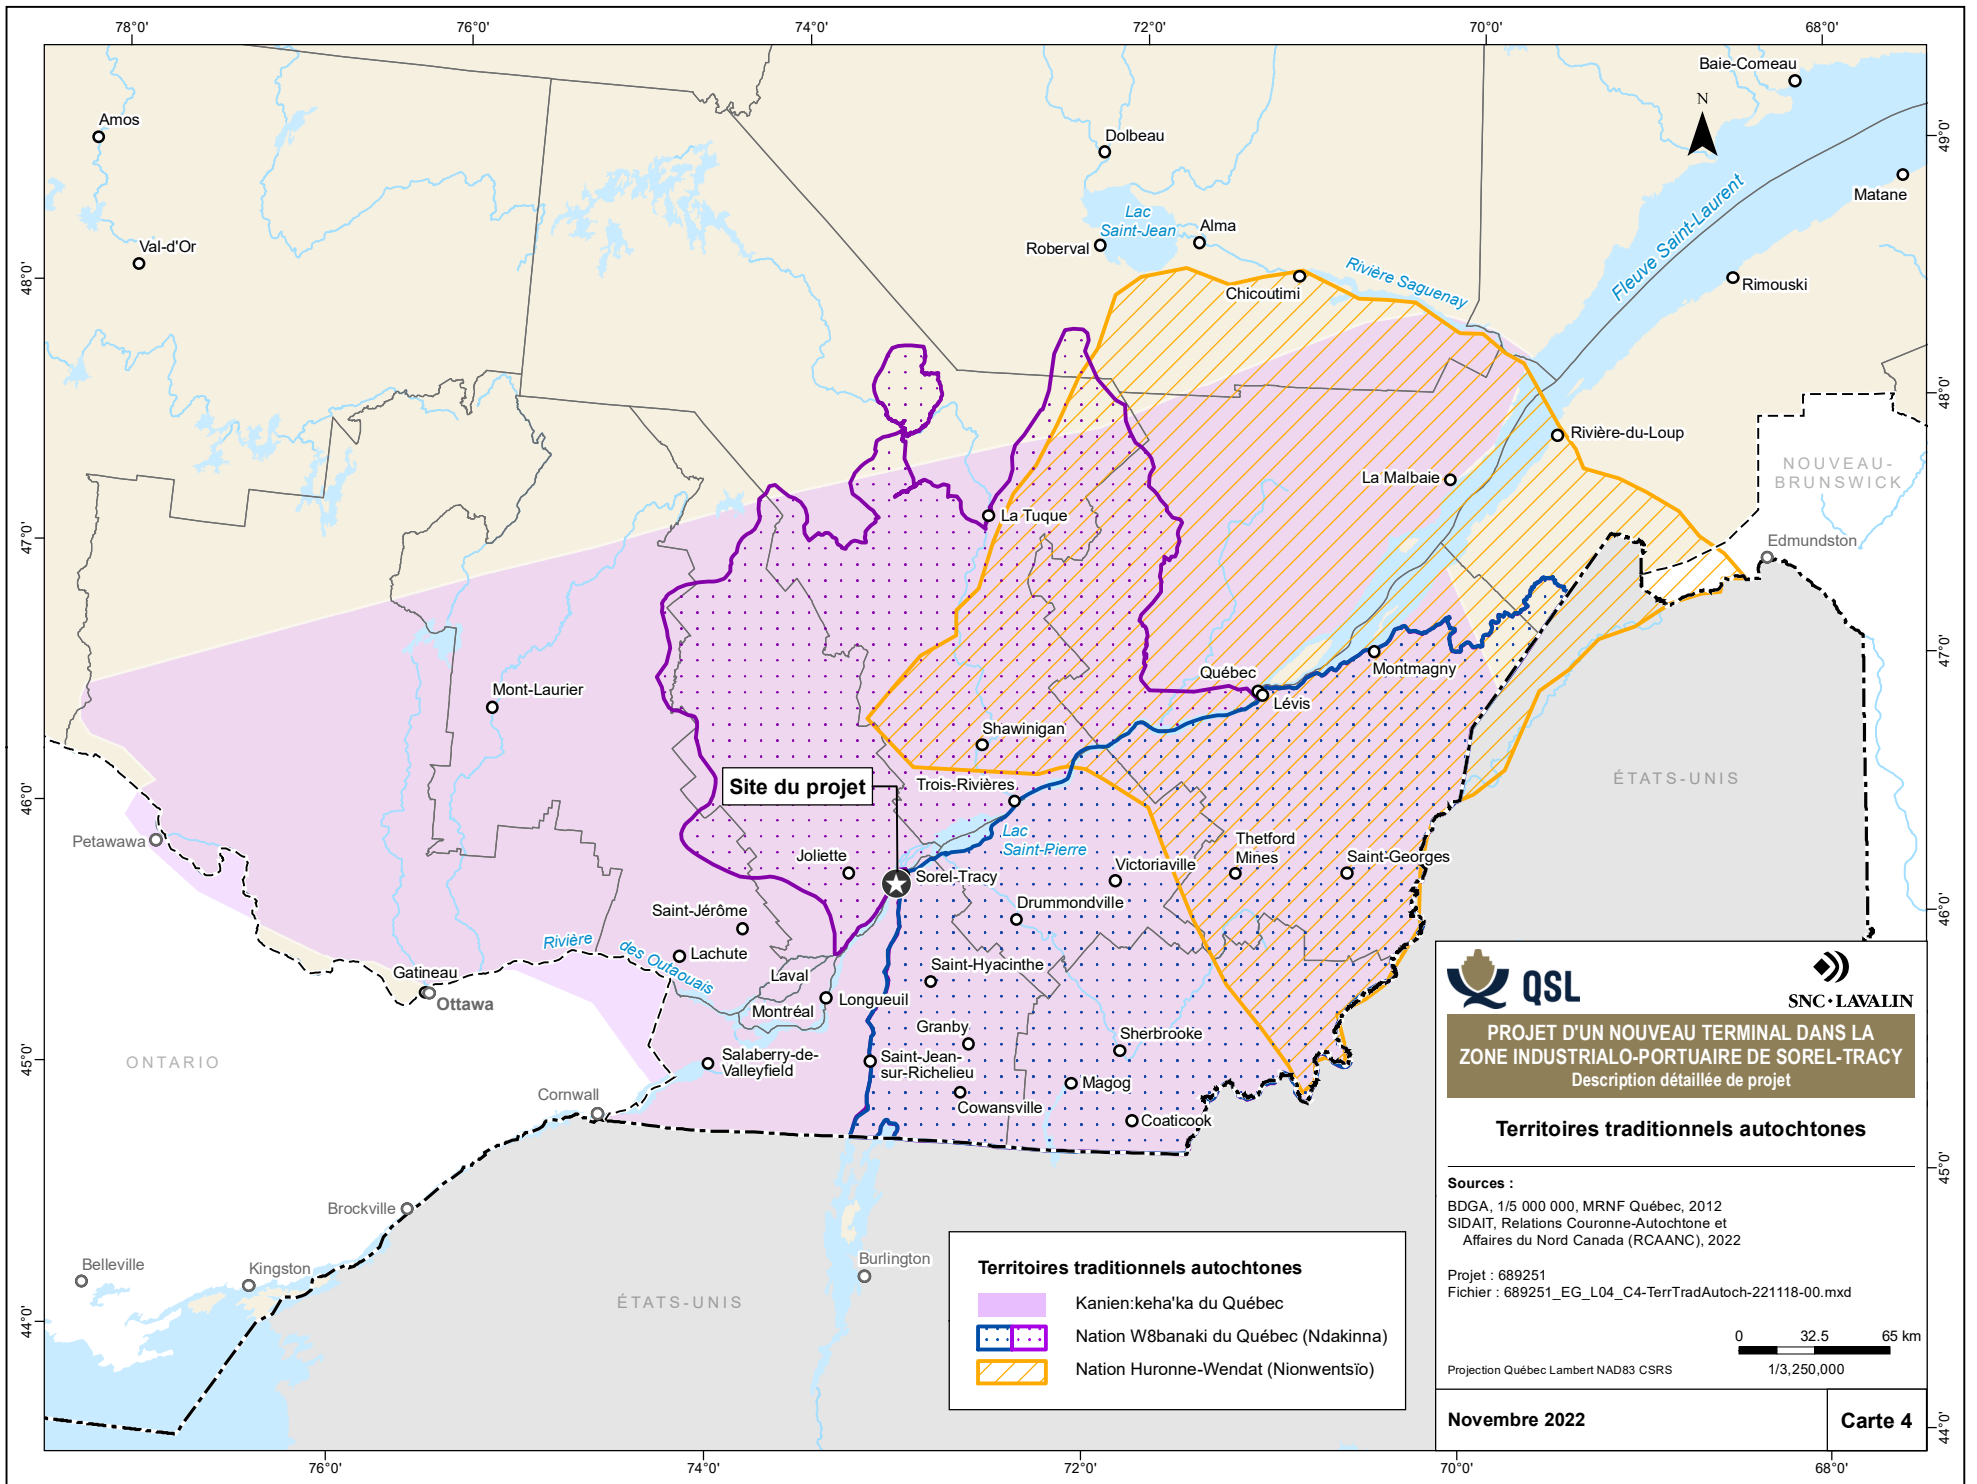 78°0'
76°0'
74°0'
72°0'
70°0'
68°0'
Baie-Comeau
N
Amos
Dolbeau
49°0'
Matane
Fleuve Saint-Laurent
Lac
Saint-Jean
Alma
Val-d'Or
Roberval
48°0'
Rivière Saguenay
Chicoutimi
Rimouski
48°0'
Rivière-du-Loup
NOUVEAU-
BRUNSWICK
La Malbaie
La Tuque
47°0'
Edmundston
47°0'
Montmagny
Québec
Lévis
Mont-Laurier
Shawinigan
ÉTATS-UNIS
Site du projet
Trois-Rivières
46°0'
Lac
Saint-Pierre
Petawawa
Thetford
Mines
Joliette
Victoriaville
Saint-Georges
Sorel-Tracy
Drummondville
Saint-Jérôme
46°0'
Rivière
des Outaouais
Lachute
Saint-Hyacinthe
Gatineau
Laval
Ottawa
Longueuil
Montréal
Granby
Sherbrooke
45°0'
ONTARIO
Salaberry-de-
Valleyfield
Saint-Jean-
sur-Richelieu
Magog
Cornwall
Cowansville
Coaticook
45°0'
Brockville
Belleville
Kingston
Burlington
ÉTATS-UNIS
44°0'
44°0'
Territoires traditionnels autochtones
Kanien:keha'ka du Québec
Nation W8banaki du Québec (Ndakinna)
Nation Huronne-Wendat (Nionwentsïo)
QSL
SNC•LAVALIN
PROJET D'UN NOUVEAU TERMINAL DANS LA
ZONE INDUSTRIALO-PORTUAIRE DE SOREL-TRACY
Description détaillée de projet
Territoires traditionnels autochtones
Sources :
BDGA, 1/5 000 000, MRNF Québec, 2012
SIDAIT, Relations Couronne-Autochtone et
Affaires du Nord Canada (RCAANC), 2022
Projet : 689251
Fichier : 689251_EG_L04_C4-TerrTradAutoch-221118-00.mxd
0 32.5 65 km
1/3,250,000
Projection Québec Lambert NAD83 CSRS
Novembre 2022
Carte 4
76°0'
74°0'
72°0'
70°0'
68°0'